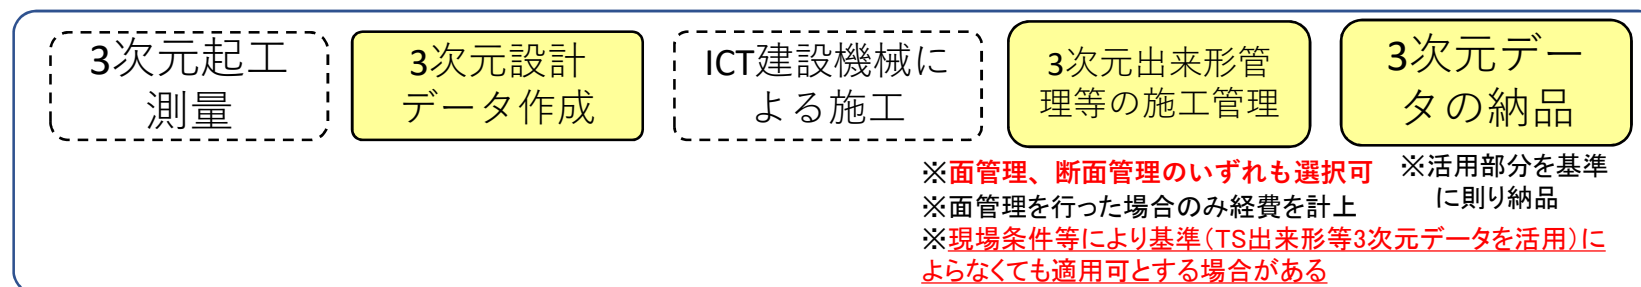 3次元起工
測量
3次元設計
データ作成
ICT建設機械に
よる施工
3次元出来形管
理等の施工管理
3次元デー
タの納品
※面管理、断面管理のいずれも選択可
※面管理を行った場合のみ経費を計上
※現場条件等により基準(TS出来形等3次元データを活用)に
よらなくても適用可とする場合がある
※活用部分を基準
に則り納品